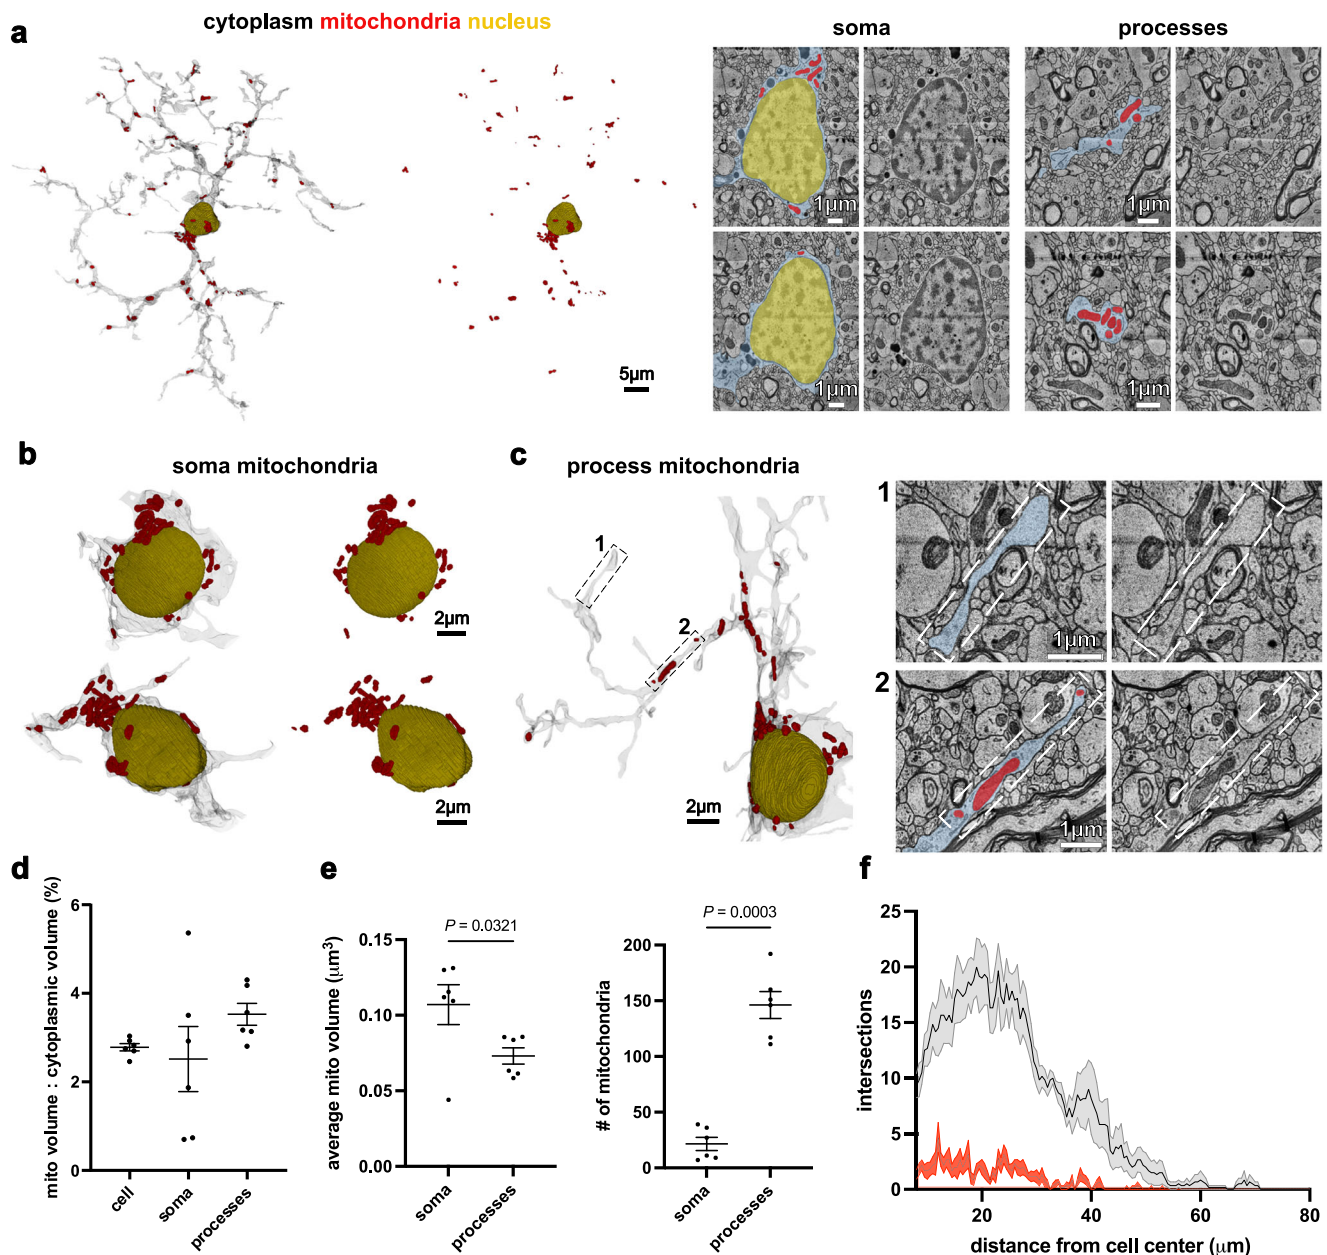 a
cytoplasm mitochondria nucleus
soma
processes
5µm
1µm
1µm
1µm
1µm
b
soma mitochondria
2µm
2µm
c
process mitochondria
1
2
2µm
1
1µm
2
1µm
d
mito volume : cytoplasmic volume (%)
6
4
2
0
cell
soma
processes
e
average mito volume (µm³)
P = 0.0321
0.15
0.10
0.05
0.00
soma
processes
# of mitochondria
P = 0.0003
200
150
100
50
0
soma
processes
f
intersections
25
20
15
10
5
0
20
40
60
80
distance from cell center (µm)